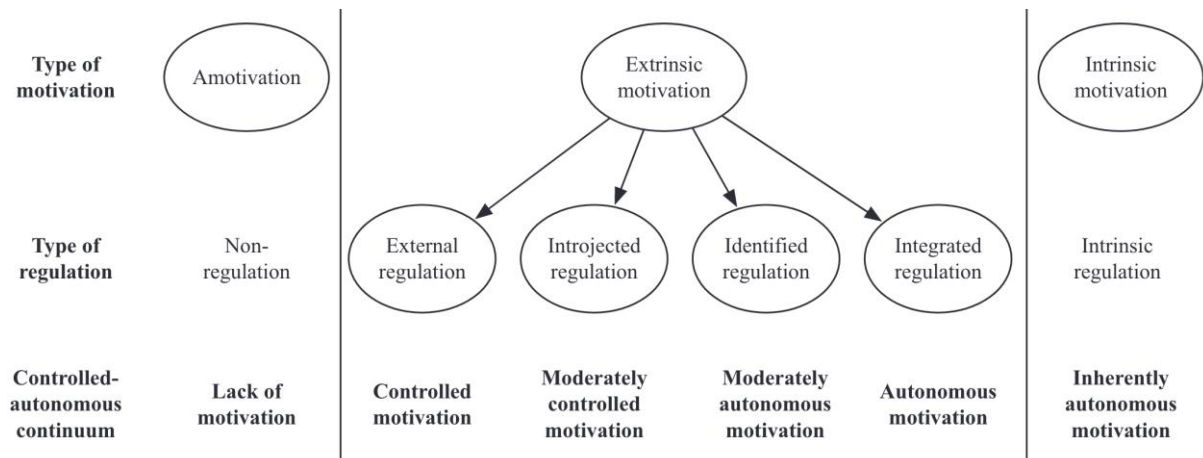 Type of
motivation
Amotivation
Extrinsic
motivation
Intrinsic
motivation
Type of
regulation
Non-
regulation
External
regulation
Introjected
regulation
Identified
regulation
Integrated
regulation
Intrinsic
regulation
Controlled-
autonomous
continuum
Lack of
motivation
Controlled
motivation
Moderately
controlled
motivation
Moderately
autonomous
motivation
Autonomous
motivation
Inherently
autonomous
motivation